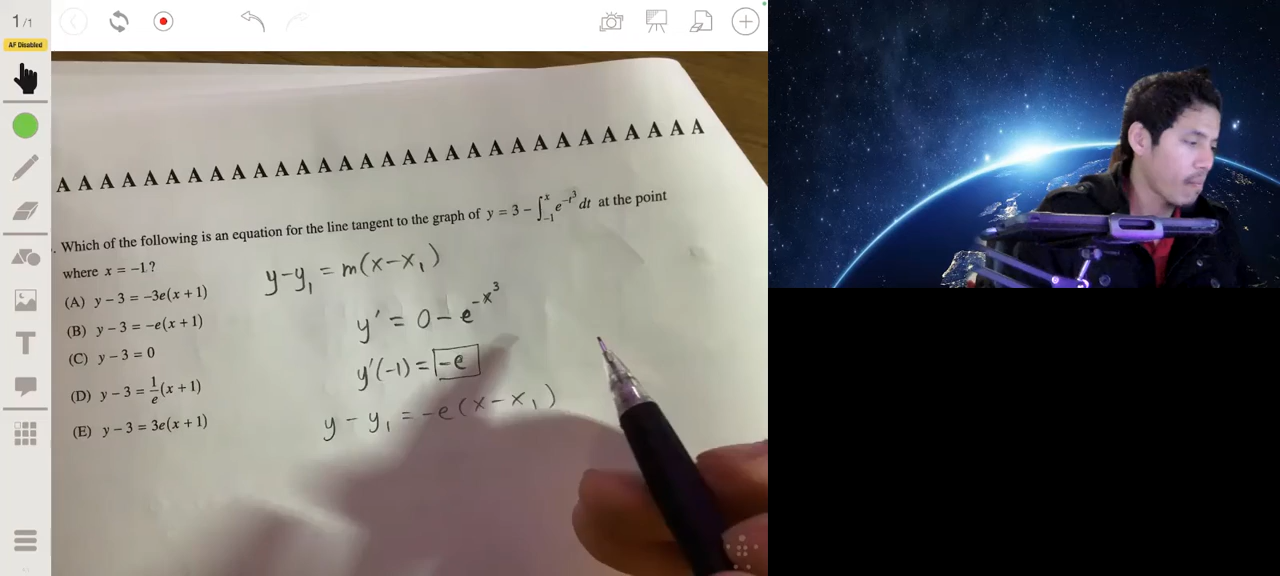 1/1
AF Disabled
A A A A A A A A A A A A A A A A A A A A A A A A A A A A A A
. Which of the following is an equation for the line tangent to the graph of y = 3 − ∫₋₁ˣ e^(−t³) dt at the point
where x = −1?
(A) y − 3 = −3e(x + 1)
(B) y − 3 = −e(x + 1)
(C) y − 3 = 0
(D) y − 3 = 1/e (x + 1)
(E) y − 3 = 3e(x + 1)
y − y₁ = m(x − x₁)
y′ = 0 − e^(−x³)
y′(−1) = −e
y − y₁ = −e(x − x₁)
T